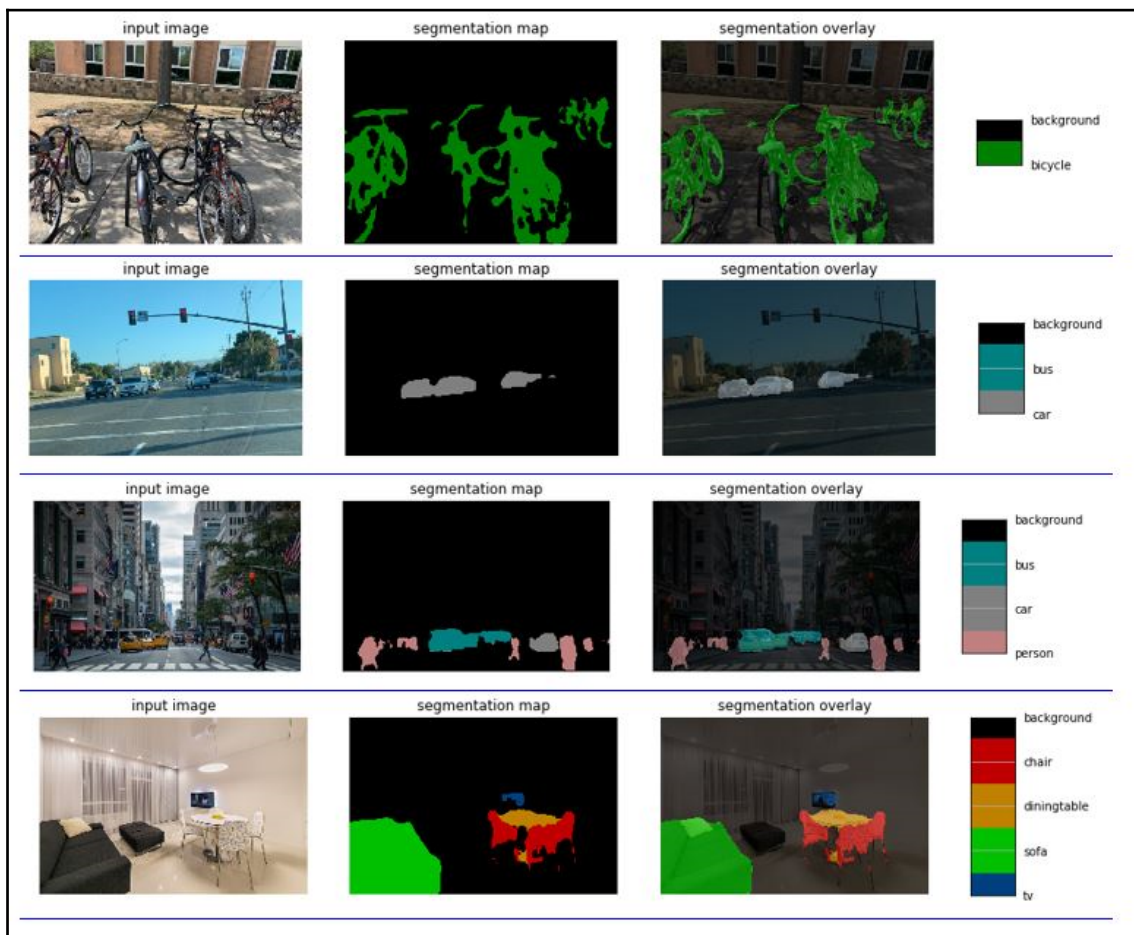 input image segmentation map segmentation overlay
background
bicycle
input image segmentation map segmentation overlay
background
bus
car
input image segmentation map segmentation overlay
background
bus
car
person
input image segmentation map segmentation overlay
background
chair
diningtable
sofa
tv